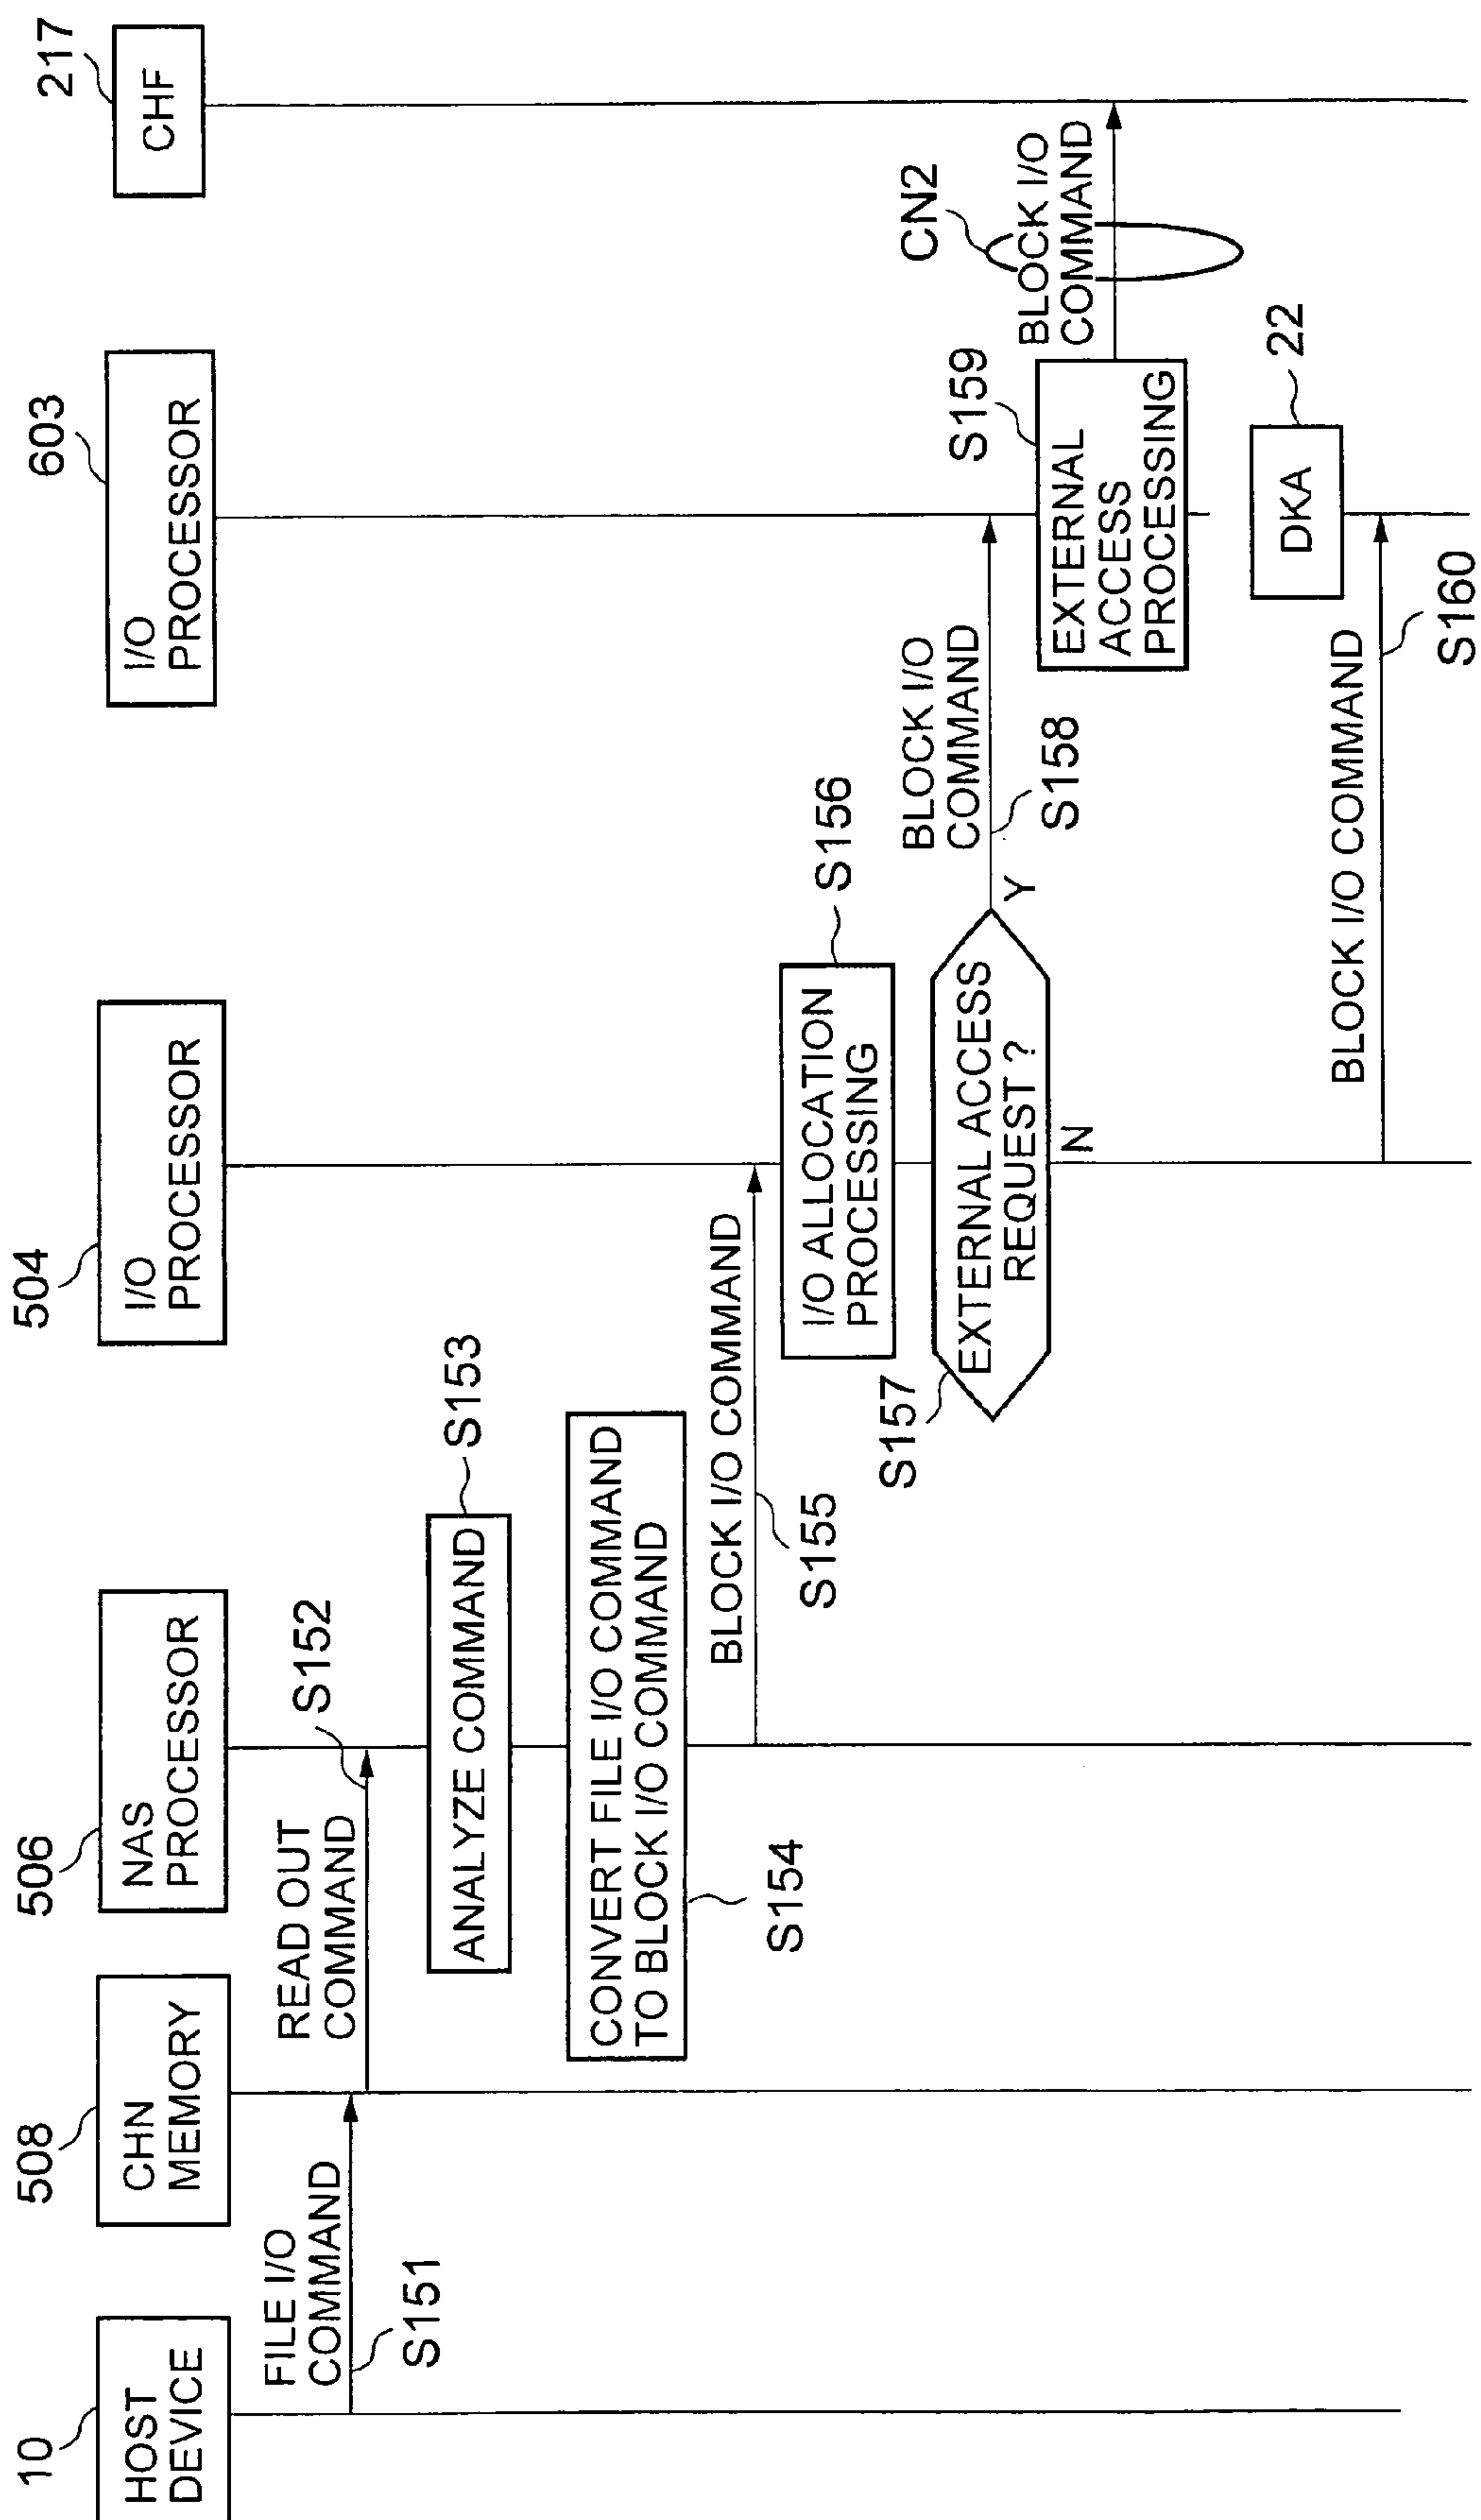 10
HOST
DEVICE
508
CHN
MEMORY
506
NAS
PROCESSOR
504
I/O
PROCESSOR
603
I/O
PROCESSOR
217
CHF
FILE I/O
COMMAND
S151
READ OUT
COMMAND
S152
ANALYZE COMMAND
S153
CONVERT FILE I/O COMMAND
TO BLOCK I/O COMMAND
S154
BLOCK I/O COMMAND
S155
I/O ALLOCATION
PROCESSING
S156
S157
EXTERNAL ACCESS
REQUEST ?
Y
N
BLOCK I/O
COMMAND
S158
EXTERNAL
ACCESS
PROCESSING
S159
BLOCK I/O
COMMAND
CN2
DKA
22
BLOCK I/O COMMAND
S160